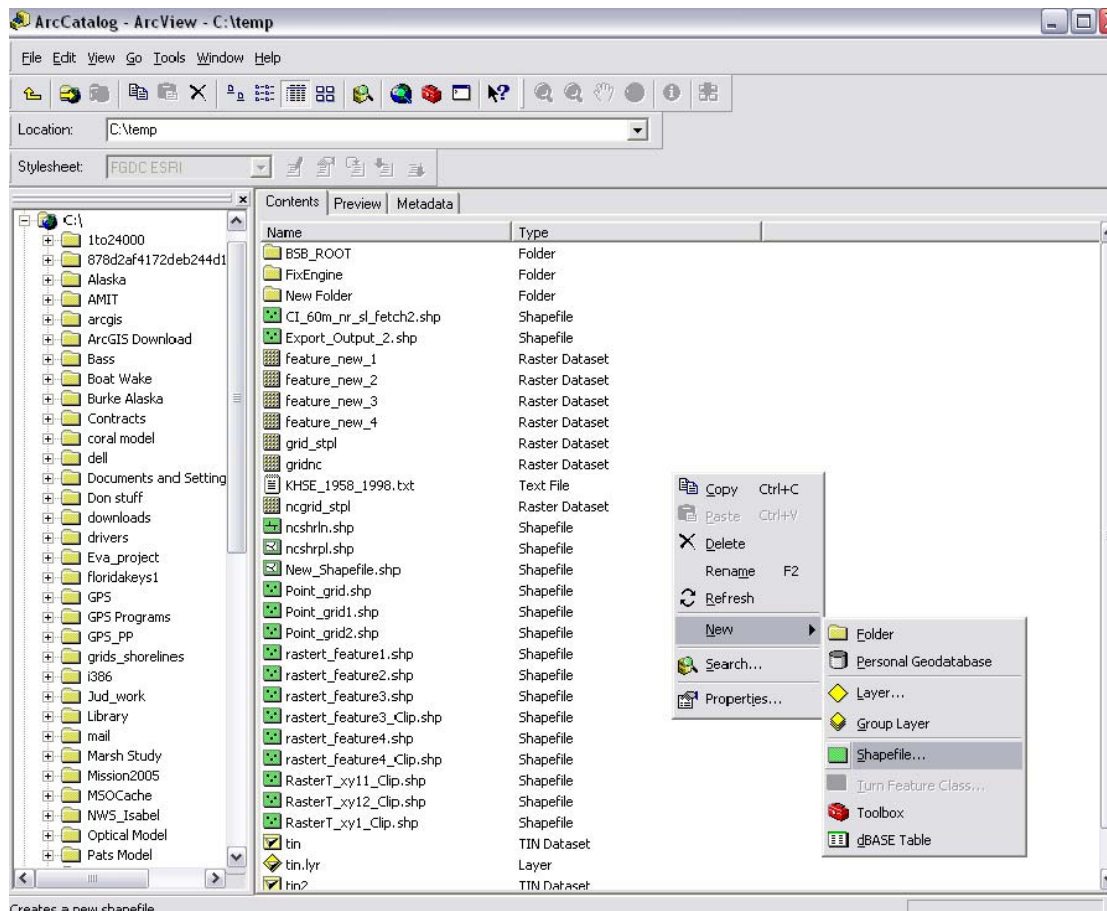 ArcCatalog - ArcView - C:\temp
File Edit View Go Tools Window Help
Location: C:\temp
Stylesheet: FGDC ESRI
Contents Preview Metadata
C:\
1to24000
878d2af4172deb244d1
Alaska
AMIT
arcgis
ArcGIS Download
Bass
Boat Wake
Burke Alaska
Contracts
coral model
dell
Documents and Setting
Don stuff
downloads
drivers
Eva_project
floridakeys1
GPS
GPS Programs
GPS_PP
grids_shorelines
i386
Jud_work
Library
mail
Marsh Study
Mission2005
MSOCache
NWS_Isabel
Optical Model
Pats Model
Name Type
BSB_ROOT Folder
FixEngine Folder
New Folder Folder
CI_60m_nr_sl_fetch2.shp Shapefile
Export_Output_2.shp Shapefile
feature_new_1 Raster Dataset
feature_new_2 Raster Dataset
feature_new_3 Raster Dataset
feature_new_4 Raster Dataset
grid_stpl Raster Dataset
gridnc Raster Dataset
KHSE_1958_1998.txt Text File
ncgrid_stpl Raster Dataset
ncshrln.shp Shapefile
ncshrpl.shp Shapefile
New_Shapefile.shp Shapefile
Point_grid.shp Shapefile
Point_grid1.shp Shapefile
Point_grid2.shp Shapefile
rastert_feature1.shp Shapefile
rastert_feature2.shp Shapefile
rastert_feature3.shp Shapefile
rastert_feature3_Clip.shp Shapefile
rastert_feature4.shp Shapefile
rastert_feature4_Clip.shp Shapefile
RasterT_xy11_Clip.shp Shapefile
RasterT_xy12_Clip.shp Shapefile
RasterT_xy1_Clip.shp Shapefile
tin TIN Dataset
tin.lyr Layer
tin2 TIN Dataset
Copy Ctrl+C
Paste Ctrl+V
Delete
Rename F2
Refresh
New
Search...
Properties...
Folder
Personal Geodatabase
Layer...
Group Layer
Shapefile...
Turn Feature Class...
Toolbox
dBASE Table
Creates a new shapefile